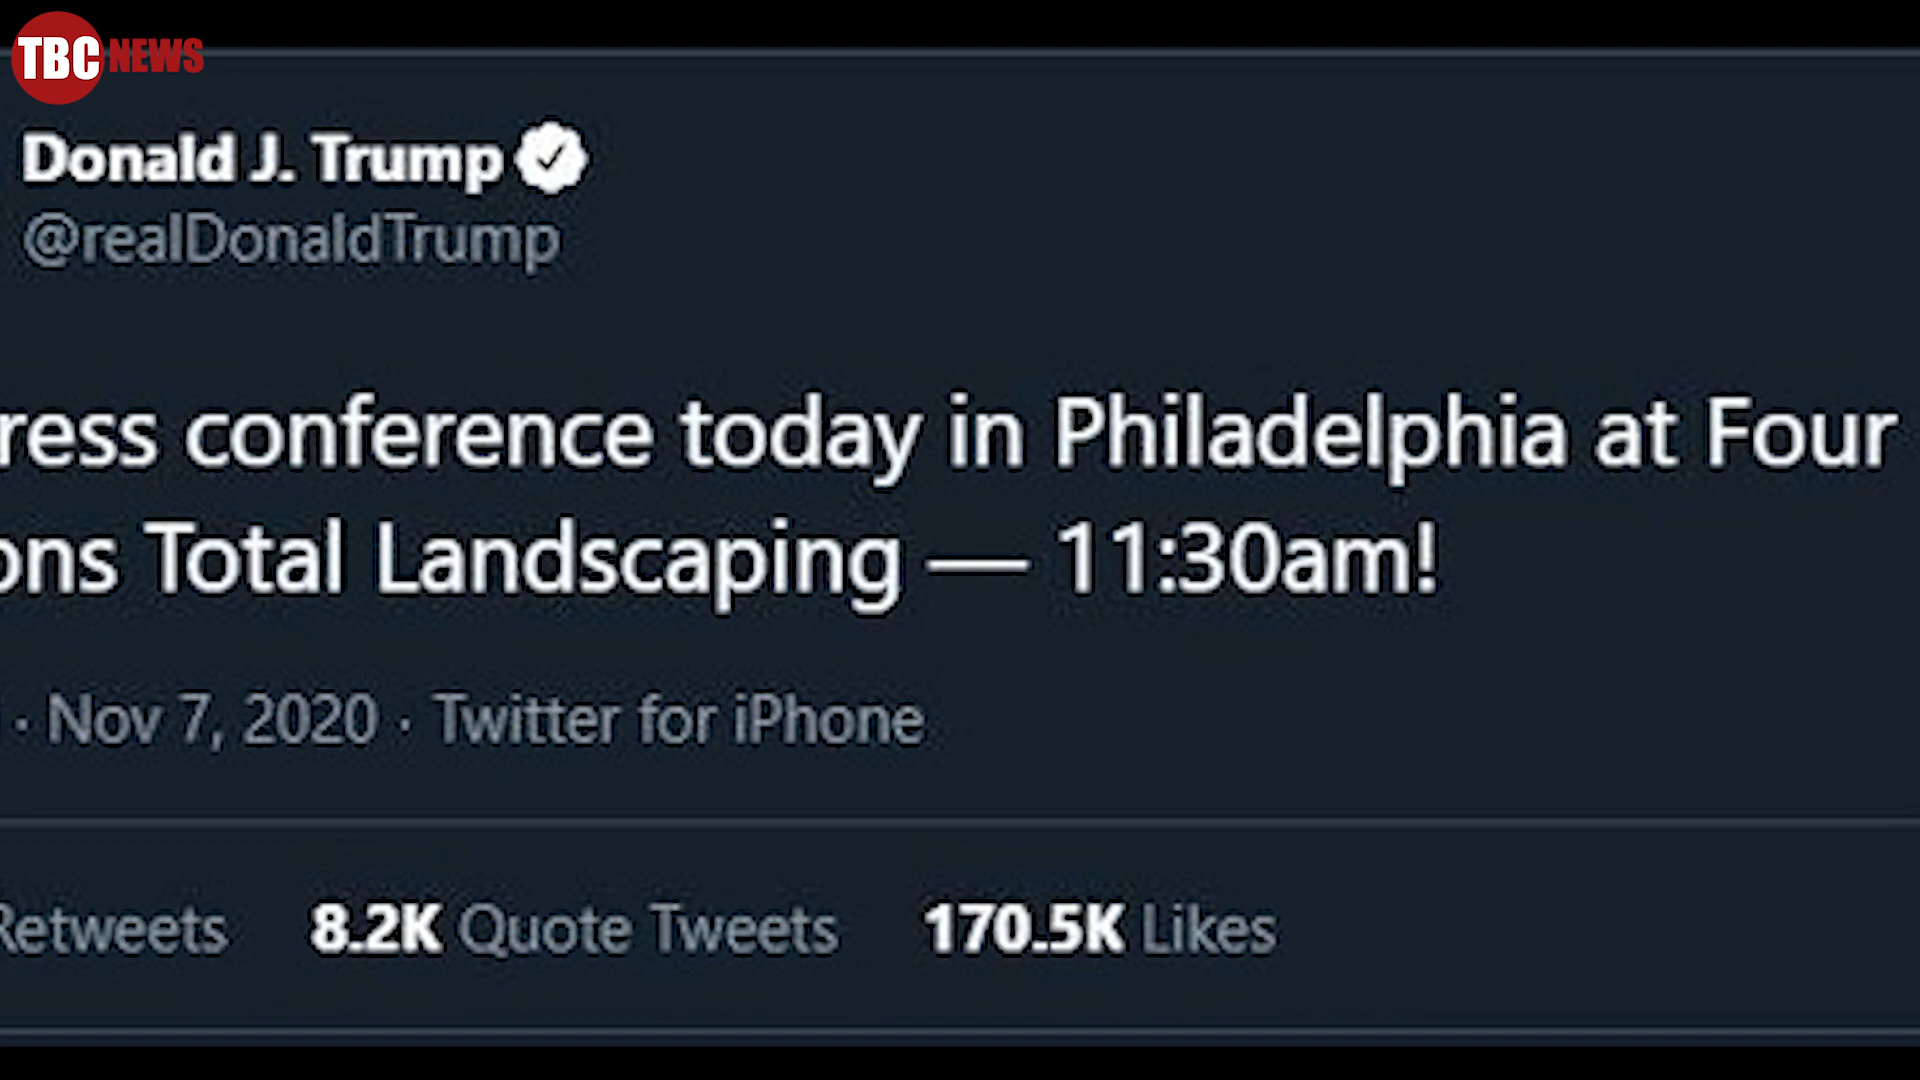 TBC NEWS
Donald J. Trump
@realDonaldTrump
ress conference today in Philadelphia at Four
ons Total Landscaping — 11:30am!
· Nov 7, 2020 · Twitter for iPhone
Retweets 8.2K Quote Tweets 170.5K Likes